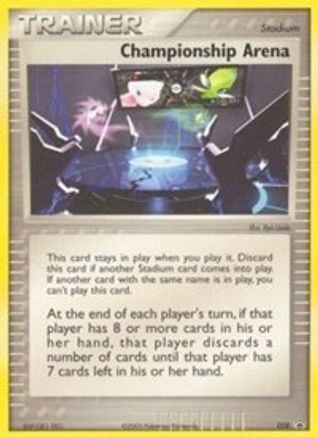 TRAINER
Stadium
Championship Arena
Illus. Ryo Ueda
This card stays in play when you play it. Discard
this card if another Stadium card comes into play.
If another card with the same name is in play, you
can't play this card.
At the end of each player's turn, if that
player has 8 or more cards in his or
her hand, that player discards a
number of cards until that player has
7 cards left in his or her hand.
©2005 Pokémon/Nintendo
028